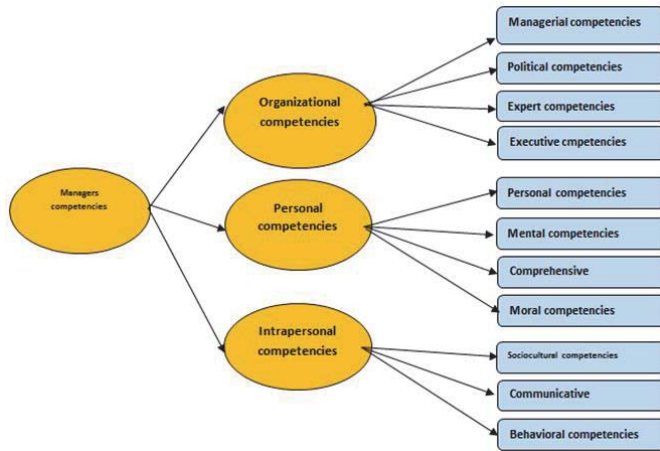 Managers
competencies
Organizational
competencies
Managerial competencies
Political competencies
Expert competencies
Executive cmpetencies
Personal
competencies
Personal competencies
Mental competencies
Comprehensive
Moral competencies
Intrapersonal
competencies
Sociocultural competencies
Communicative
Behavioral competencies